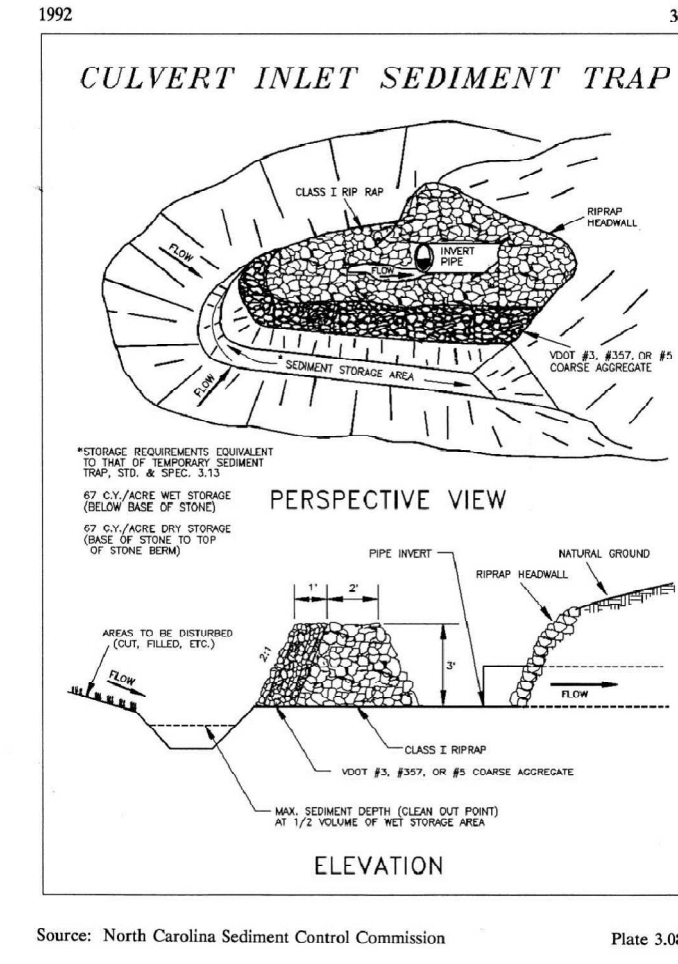 1992
3
CULVERT INLET SEDIMENT TRAP
CLASS I RIP RAP
RIPRAP
HEADWALL
FLOW
INVERT
PIPE
FLOW
VDOT #3, #357, OR #5
COARSE AGGREGATE
* SEDIMENT STORAGE AREA
FLOW
*STORAGE REQUIREMENTS EQUIVALENT
TO THAT OF TEMPORARY SEDIMENT
TRAP, STD. & SPEC. 3.13
67 C.Y./ACRE WET STORAGE
(BELOW BASE OF STONE)
67 C.Y./ACRE DRY STORAGE
(BASE OF STONE TO TOP
OF STONE BERM)
PERSPECTIVE VIEW
PIPE INVERT
NATURAL GROUND
RIPRAP HEADWALL
1'
2'
AREAS TO BE DISTURBED
(CUT, FILLED, ETC.)
2:1
3'
FLOW
FLOW
CLASS I RIPRAP
VDOT #3, #357, OR #5 COARSE AGGREGATE
MAX. SEDIMENT DEPTH (CLEAN OUT POINT)
AT 1/2 VOLUME OF WET STORAGE AREA
ELEVATION
Source: North Carolina Sediment Control Commission
Plate 3.08